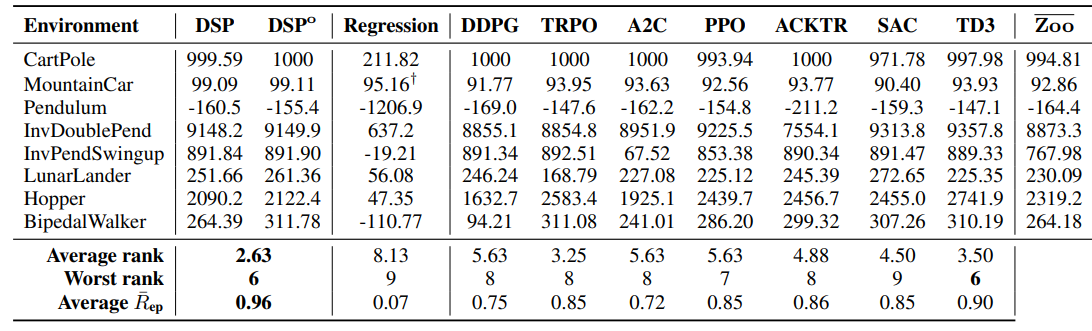 Environment DSP DSPᴼ Regression DDPG TRPO A2C PPO ACKTR SAC TD3 Zoo
CartPole 999.59 1000 211.82 1000 1000 1000 993.94 1000 971.78 997.98 994.81
MountainCar 99.09 99.11 95.16† 91.77 93.95 93.63 92.56 93.77 90.40 93.93 92.86
Pendulum -160.5 -155.4 -1206.9 -169.0 -147.6 -162.2 -154.8 -211.2 -159.3 -147.1 -164.4
InvDoublePend 9148.2 9149.9 637.2 8855.1 8854.8 8951.9 9225.5 7554.1 9313.8 9357.8 8873.3
InvPendSwingup 891.84 891.90 -19.21 891.34 892.51 67.52 853.38 890.34 891.47 889.33 767.98
LunarLander 251.66 261.36 56.08 246.24 168.79 227.08 225.12 245.39 272.65 225.35 230.09
Hopper 2090.2 2122.4 47.35 1632.7 2583.4 1925.1 2439.7 2456.7 2455.0 2741.9 2319.2
BipedalWalker 264.39 311.78 -110.77 94.21 311.08 241.01 286.20 299.32 307.26 310.19 264.18
Average rank 2.63 8.13 5.63 3.25 5.63 5.63 4.88 4.50 3.50
Worst rank 6 9 8 8 8 7 8 9 6
Average R̄ep 0.96 0.07 0.75 0.85 0.72 0.85 0.86 0.85 0.90